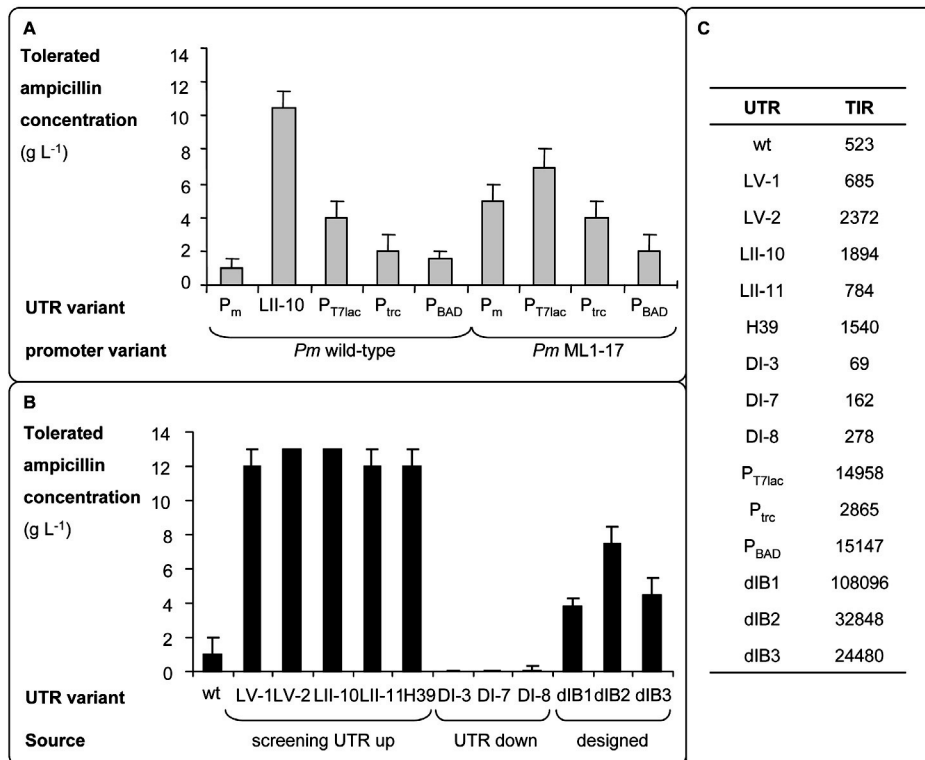 A
Tolerated
ampicillin
concentration
(g L-1)
14
12
10
8
6
4
2
0
UTR variant
Pm LII-10 PT7lac Ptrc PBAD Pm PT7lac Ptrc PBAD
promoter variant
Pm wild-type Pm ML1-17
B
Tolerated
ampicillin
concentration
(g L-1)
14
12
10
8
6
4
2
0
UTR variant
wt LV-1 LV-2 LII-10 LII-11 H39 DI-3 DI-7 DI-8 dIB1 dIB2 dIB3
Source
screening UTR up UTR down designed
C
UTR TIR
wt 523
LV-1 685
LV-2 2372
LII-10 1894
LII-11 784
H39 1540
DI-3 69
DI-7 162
DI-8 278
PT7lac 14958
Ptrc 2865
PBAD 15147
dIB1 108096
dIB2 32848
dIB3 24480